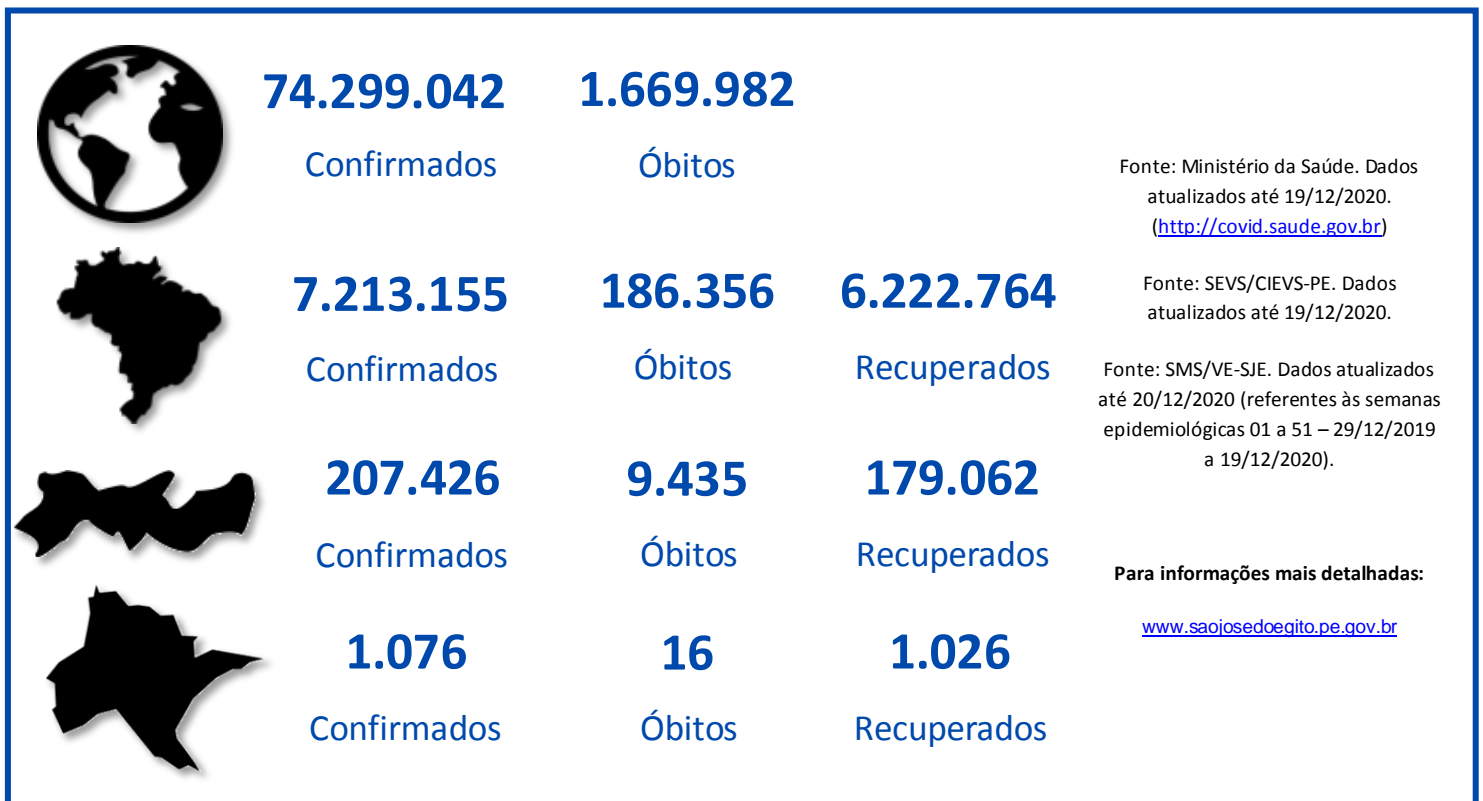 74.299.042 1.669.982
Confirmados Óbitos
7.213.155 186.356 6.222.764
Confirmados Óbitos Recuperados
207.426 9.435 179.062
Confirmados Óbitos Recuperados
1.076 16 1.026
Confirmados Óbitos Recuperados
Fonte: Ministério da Saúde. Dados
atualizados até 19/12/2020.
(http://covid.saude.gov.br)
Fonte: SEVS/CIEVS-PE. Dados
atualizados até 19/12/2020.
Fonte: SMS/VE-SJE. Dados atualizados
até 20/12/2020 (referentes às semanas
epidemiológicas 01 a 51 – 29/12/2019
a 19/12/2020).
Para informações mais detalhadas:
www.saojosedoegito.pe.gov.br